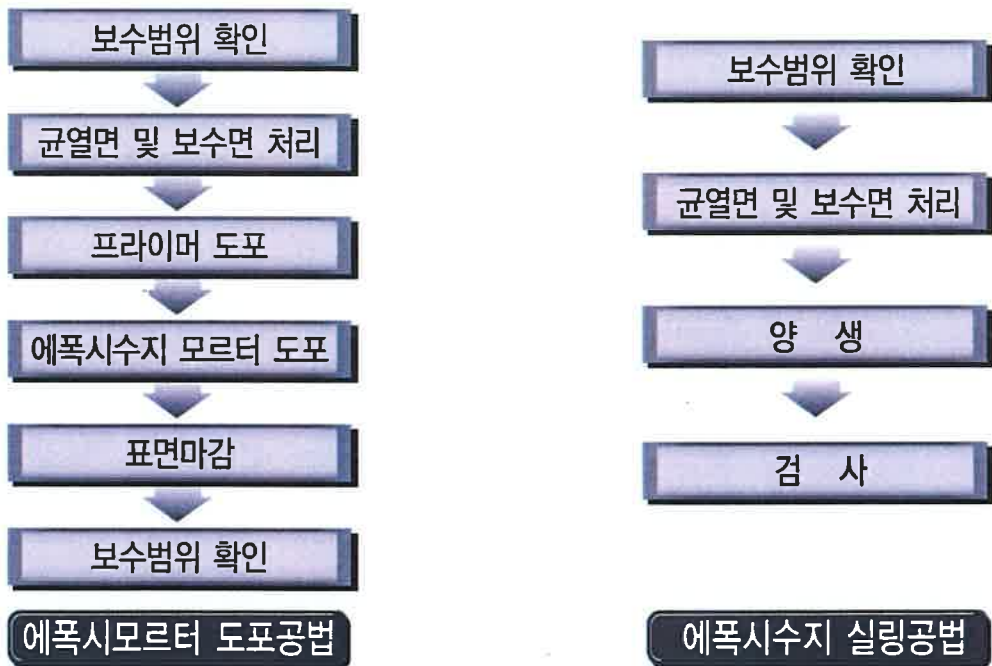 보수범위 확인
균열면 및 보수면 처리
프라이머 도포
에폭시수지 모르터 도포
표면마감
보수범위 확인
에폭시모르터 도포공법
보수범위 확인
균열면 및 보수면 처리
양 생
검 사
에폭시수지 실링공법